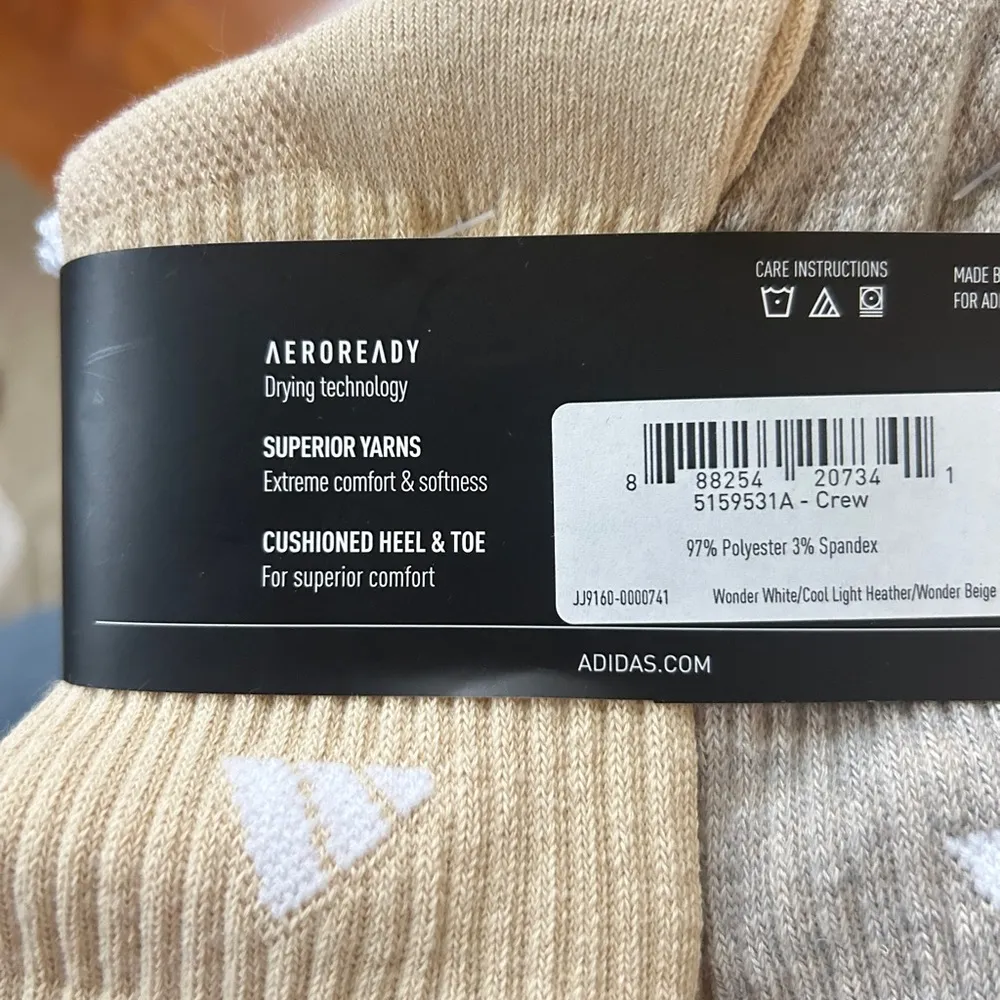 CARE INSTRUCTIONS
MADE B
FOR AD
AEROREADY
Drying technology
SUPERIOR YARNS
Extreme comfort & softness
CUSHIONED HEEL & TOE
For superior comfort
8 88254 20734 1
5159531A - Crew
97% Polyester 3% Spandex
JJ9160-0000741 Wonder White/Cool Light Heather/Wonder Beige
ADIDAS.COM